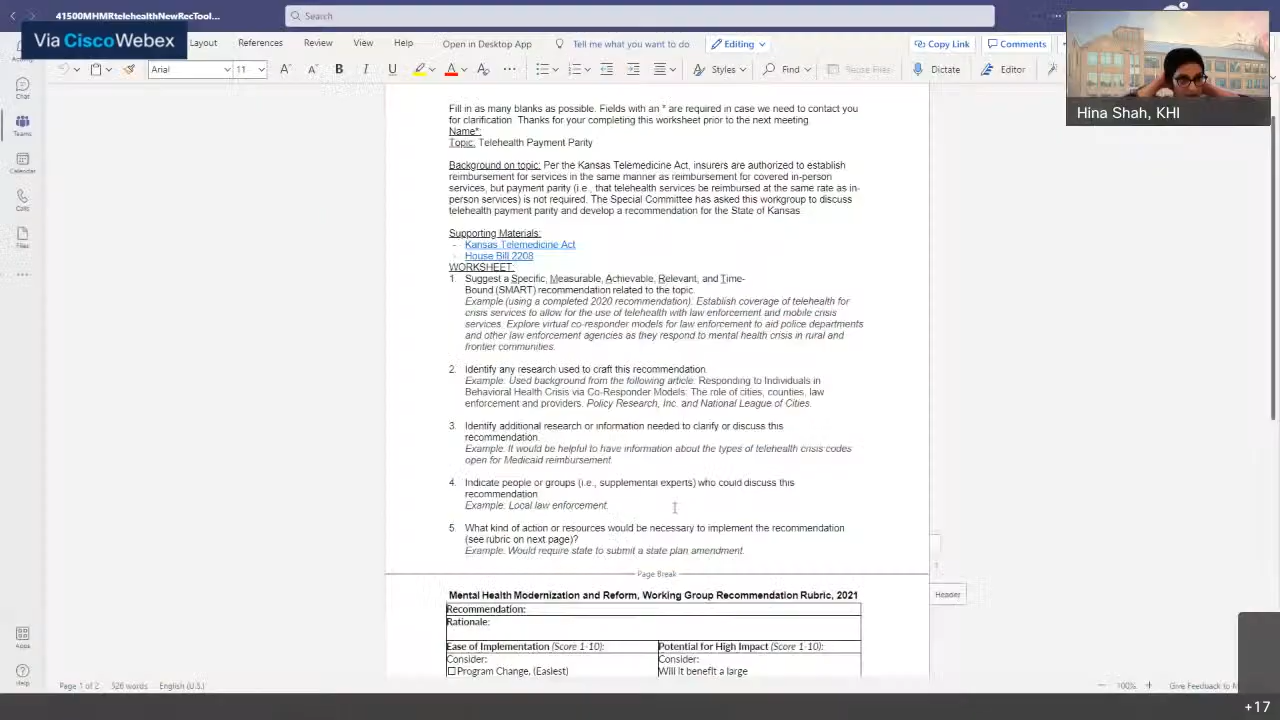 41500MHMRtelehealthNewRecTool...
Search
Via CiscoWebex
Layout References Review View Help Open in Desktop App Tell me what you want to do Editing Copy Link Comments
Arial 11 B I U A Styles Find Reuse Files Dictate Editor
Chat
Teams
Calendar
Calls
Files
Apps
Help
Hina Shah, KHI
Fill in as many blanks as possible. Fields with an * are required in case we need to contact you
for clarification. Thanks for your completing this worksheet prior to the next meeting.
Name*:
Topic: Telehealth Payment Parity
Background on topic: Per the Kansas Telemedicine Act, insurers are authorized to establish
reimbursement for services in the same manner as reimbursement for covered in-person
services, but payment parity (i.e., that telehealth services be reimbursed at the same rate as in-
person services) is not required. The Special Committee has asked this workgroup to discuss
telehealth payment parity and develop a recommendation for the State of Kansas
Supporting Materials:
- Kansas Telemedicine Act
- House Bill 2208
WORKSHEET:
1. Suggest a Specific, Measurable, Achievable, Relevant, and Time-
Bound (SMART) recommendation related to the topic.
Example (using a completed 2020 recommendation): Establish coverage of telehealth for
crisis services to allow for the use of telehealth with law enforcement and mobile crisis
services. Explore virtual co-responder models for law enforcement to aid police departments
and other law enforcement agencies as they respond to mental health crisis in rural and
frontier communities.
2. Identify any research used to craft this recommendation.
Example: Used background from the following article: Responding to Individuals in
Behavioral Health Crisis via Co-Responder Models: The role of cities, counties, law
enforcement and providers. Policy Research, Inc. and National League of Cities.
3. Identify additional research or information needed to clarify or discuss this
recommendation.
Example: It would be helpful to have information about the types of telehealth crisis codes
open for Medicaid reimbursement.
4. Indicate people or groups (i.e., supplemental experts) who could discuss this
recommendation
Example: Local law enforcement.
5. What kind of action or resources would be necessary to implement the recommendation
(see rubric on next page)?
Example: Would require state to submit a state plan amendment.
Page Break
Header
Mental Health Modernization and Reform, Working Group Recommendation Rubric, 2021
Recommendation:
Rationale:
Ease of Implementation (Score 1-10): Potential for High Impact (Score 1-10):
Consider: Consider:
☐Program Change, (Easiest) Will it benefit a large
Page 1 of 2 526 words English (U.S.) 100% Give Feedback to M
+17